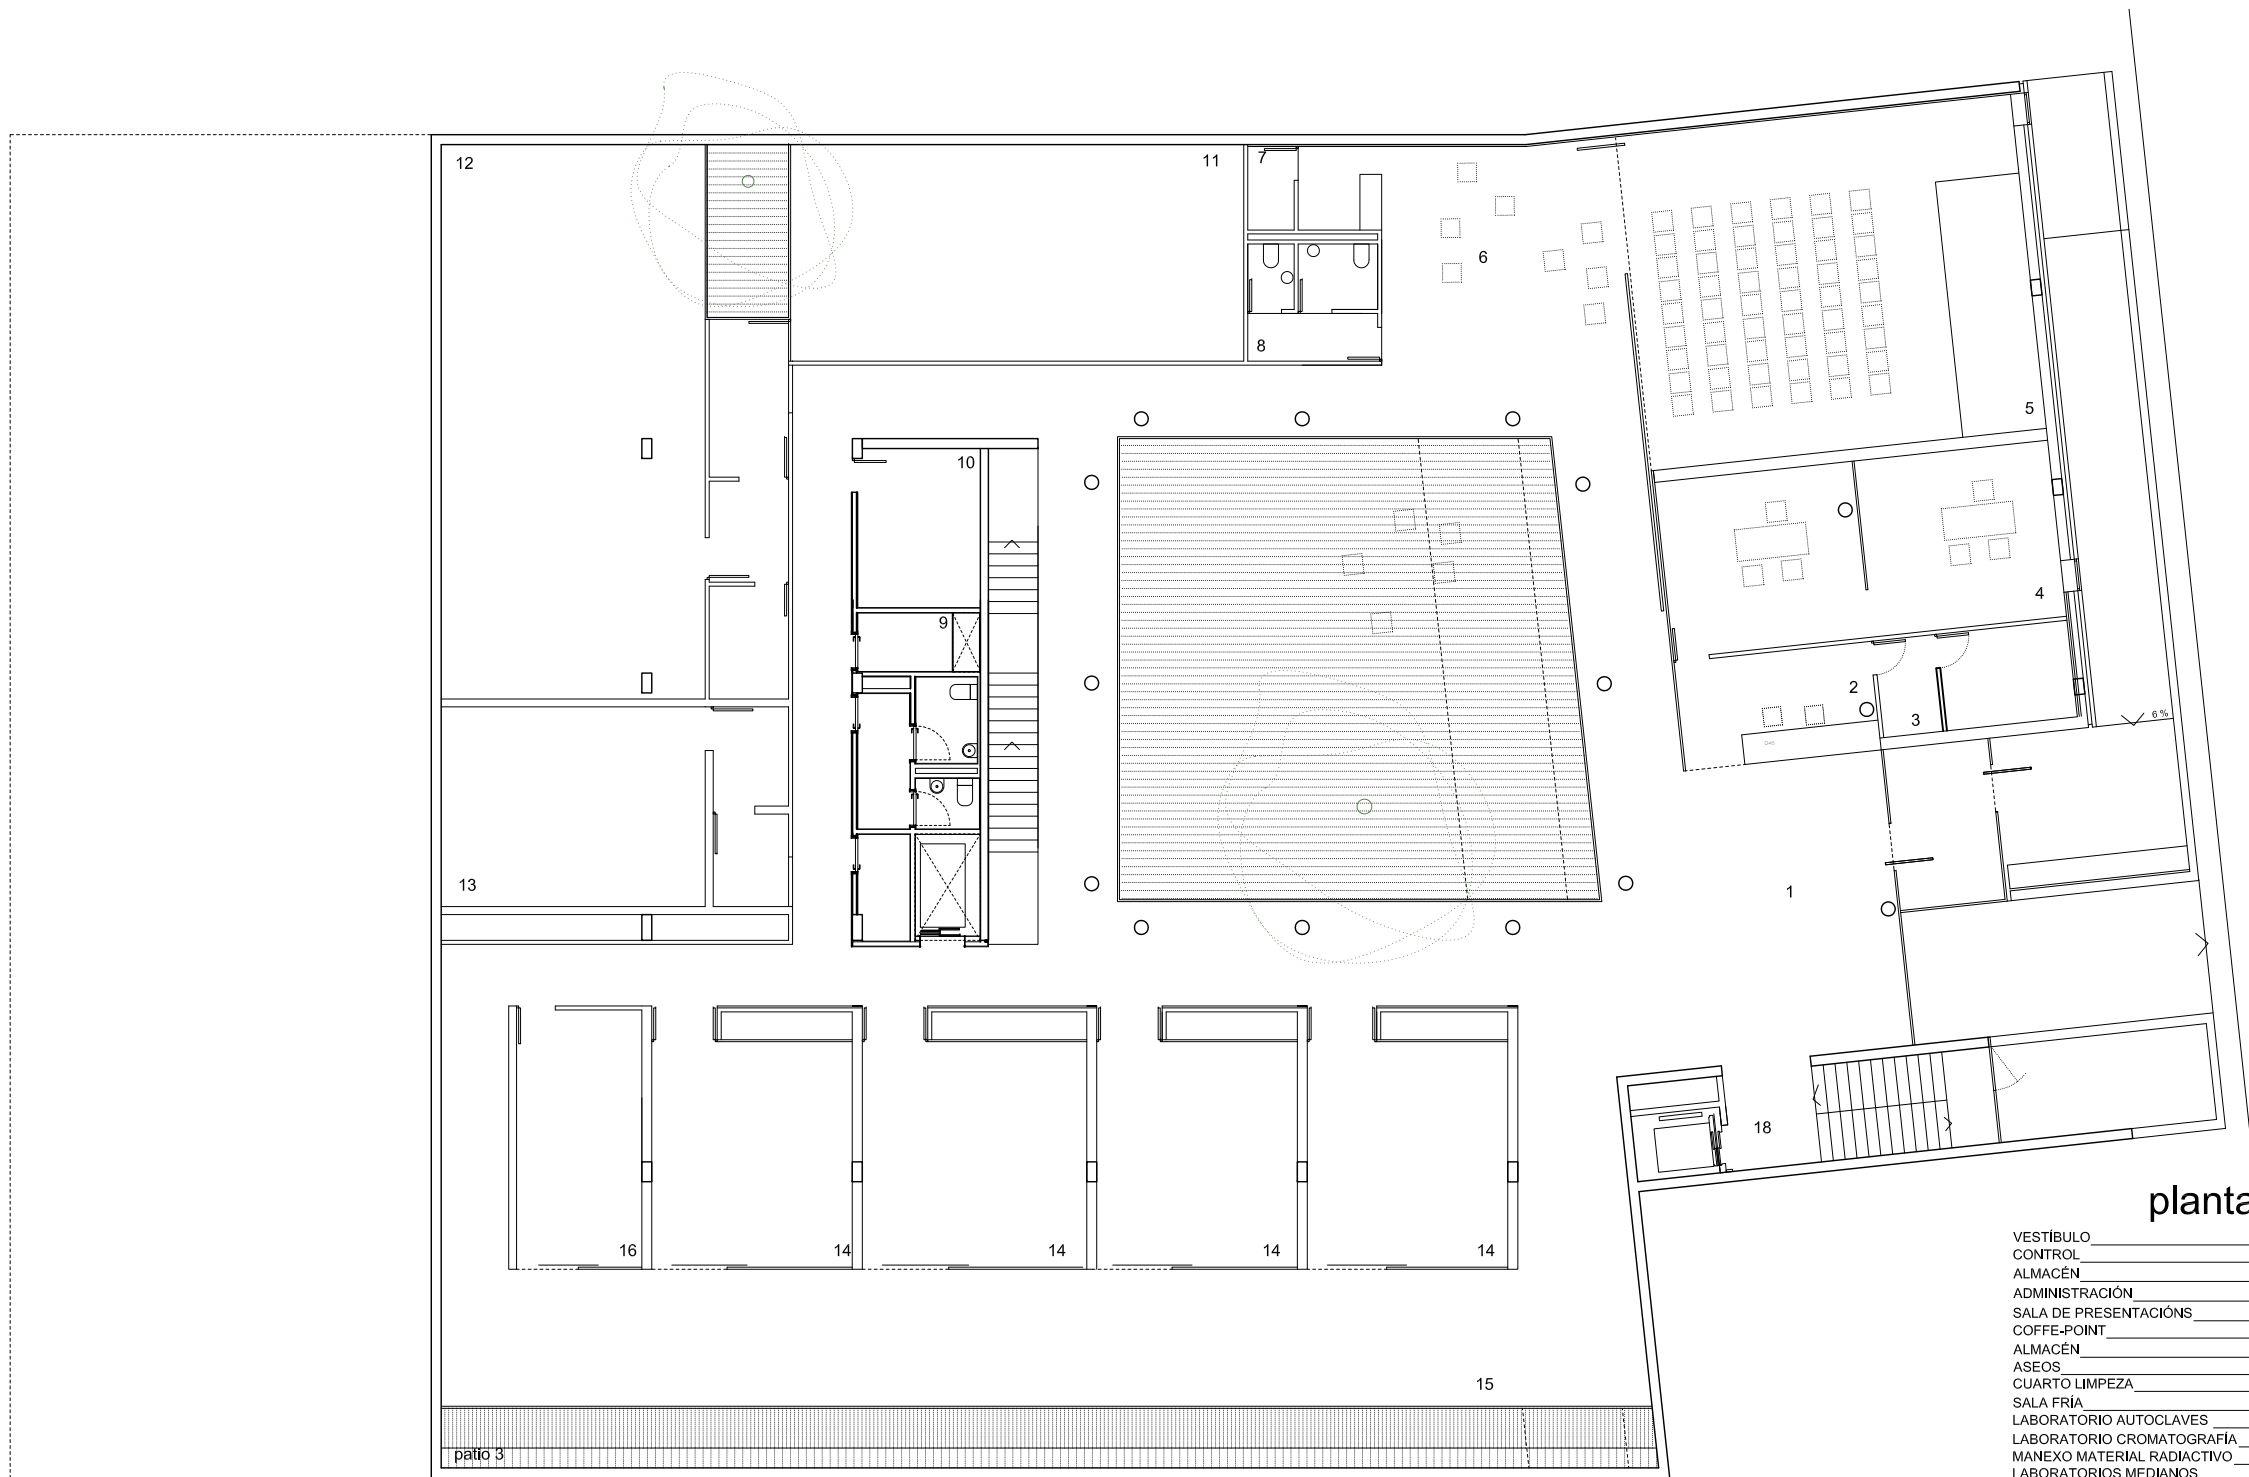 12
11
7
6
8
5
10
9
4
2
3
6 %
13
1
18
16
14
14
14
14
15
patio 3
planta
VESTÍBULO
CONTROL
ALMACÉN
ADMINISTRACIÓN
SALA DE PRESENTACIÓNS
COFFE-POINT
ALMACÉN
ASEOS
CUARTO LIMPEZA
SALA FRÍA
LABORATORIO AUTOCLAVES
LABORATORIO CROMATOGRAFÍA
MANEXO MATERIAL RADIACTIVO
LABORATORIOS MEDIANOS